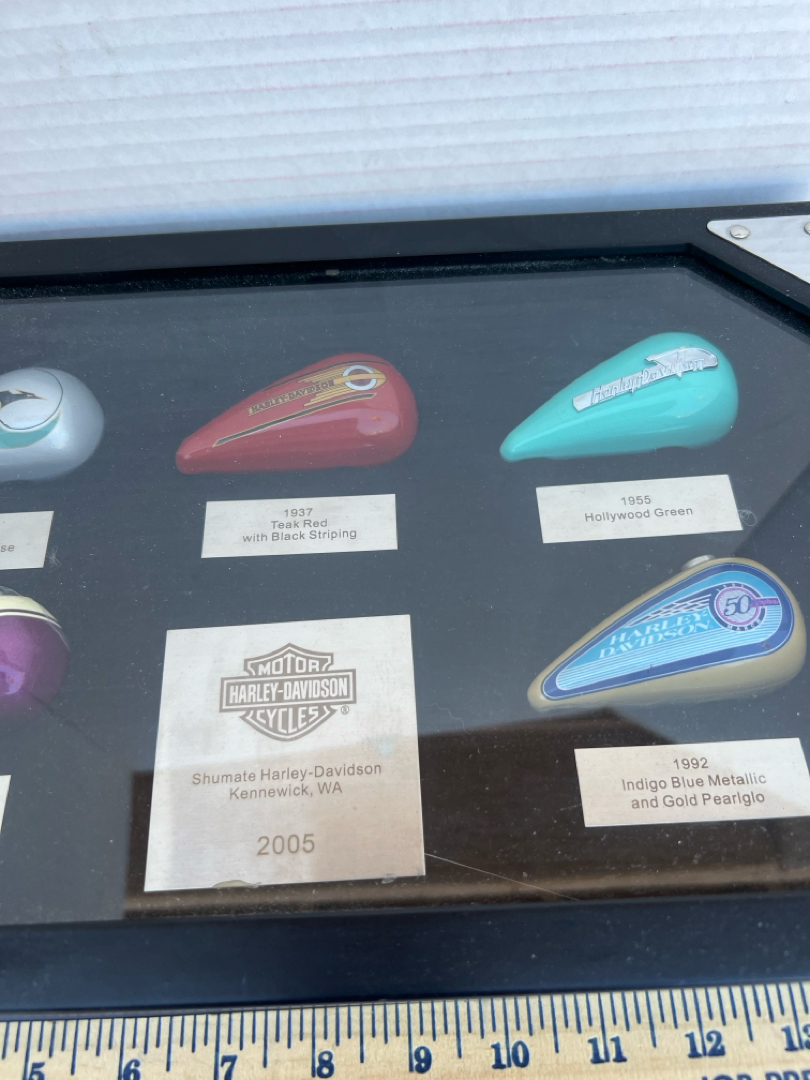 HARLEY-DAVIDSON
Harley-Davidson
1937
Teak Red
with Black Striping
1955
Hollywood Green
se
50
HARLEY-
DAVIDSON
MOTOR
HARLEY-DAVIDSON
CYCLES
®
Shumate Harley-Davidson
Kennewick, WA
2005
1992
Indigo Blue Metallic
and Gold Pearlglo
5 6 7 8 9 10 11 12 13